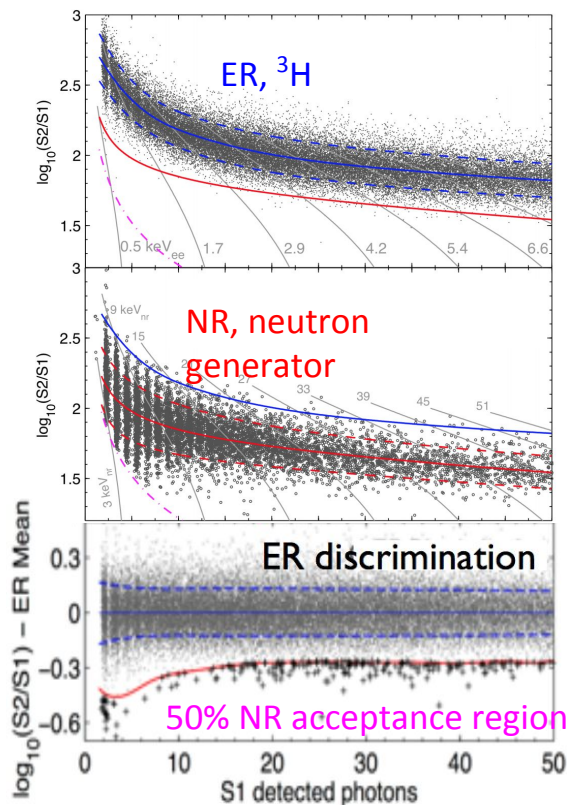 3
ER, ³H
2.5
log₁₀(S2/S1)
2
1.5
0.5 keVee
1.7
2.9
4.2
5.4
6.6
3
9 keVnr
NR, neutron
generator
15
2.5
27
33
39
45
51
log₁₀(S2/S1)
2
1.5
3 keVnr
0.3
ER discrimination
log₁₀(S2/S1) – ER Mean
0
-0.3
-0.6
50% NR acceptance region
0
10
20
30
40
50
S1 detected photons